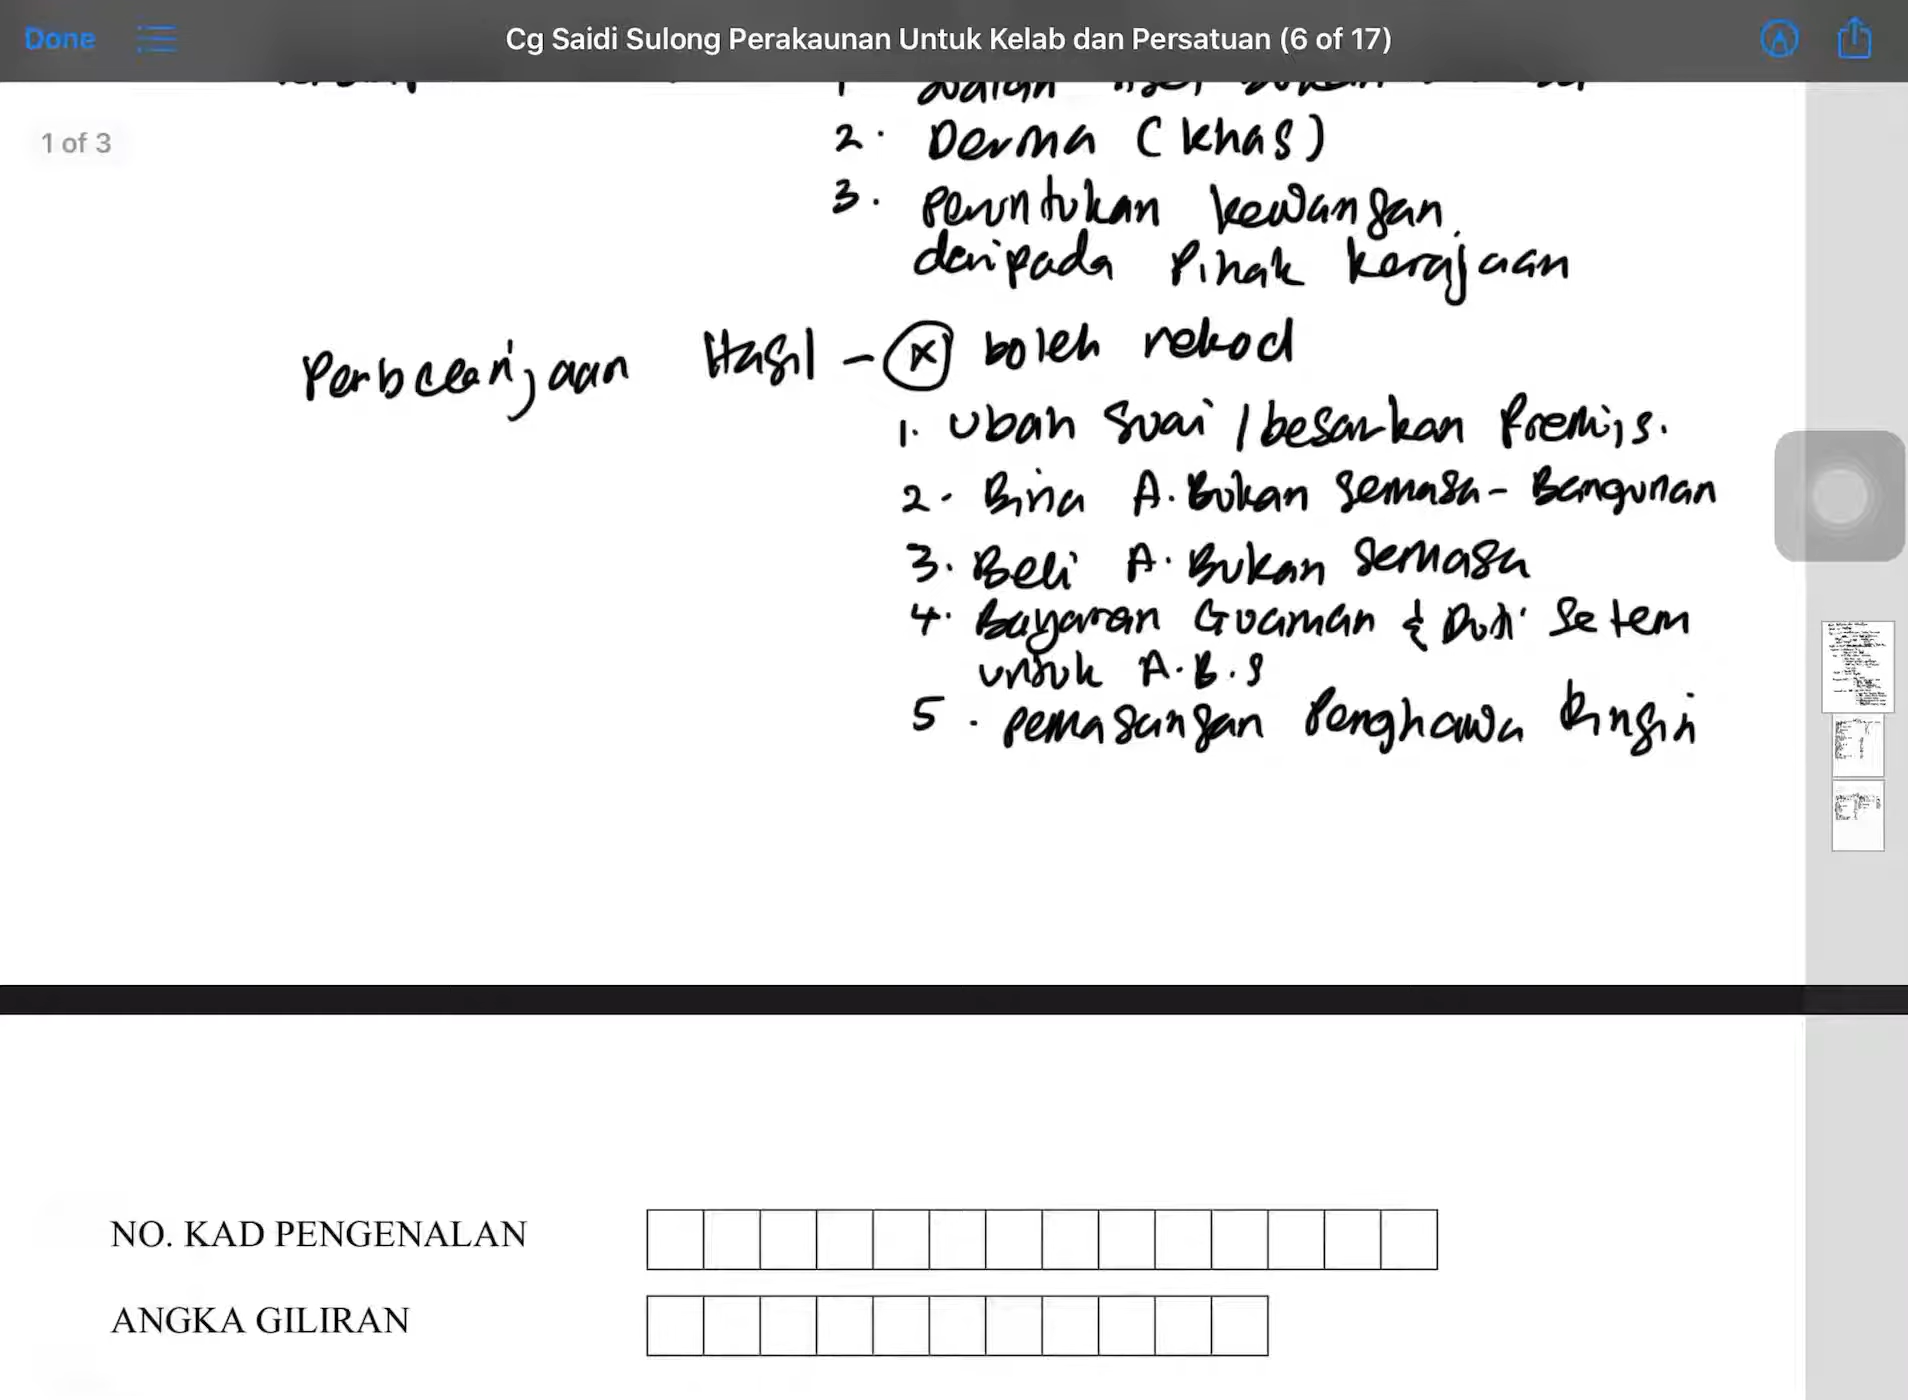 Done
Cg Saidi Sulong Perakaunan Untuk Kelab dan Persatuan (6 of 17)
1 of 3
2. Derma (khas)
3. Peruntukan kewangan
daripada Pihak kerajaan
Perbelanjaan Hasil - (x) boleh rekod
1. Ubah Suai / besarkan Premis.
2. Bina A. Bukan Semasa - Bangunan
3. Beli A. Bukan Semasa
4. Bayaran Guaman & Duti Setem
untuk A.B.S
5. Pemasangan Penghawa Dingin
NO. KAD PENGENALAN
ANGKA GILIRAN